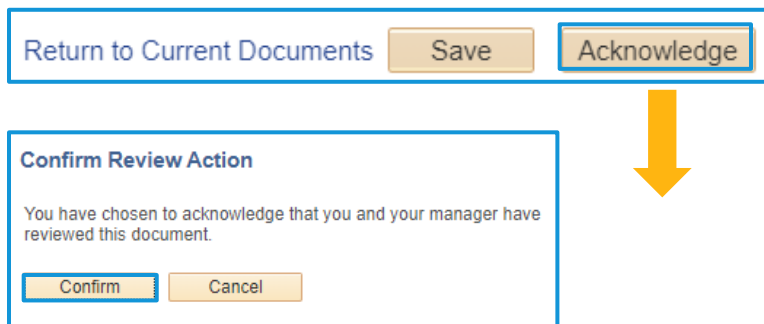 Return to Current Documents Save Acknowledge
Confirm Review Action
You have chosen to acknowledge that you and your manager have
reviewed this document.
Confirm Cancel